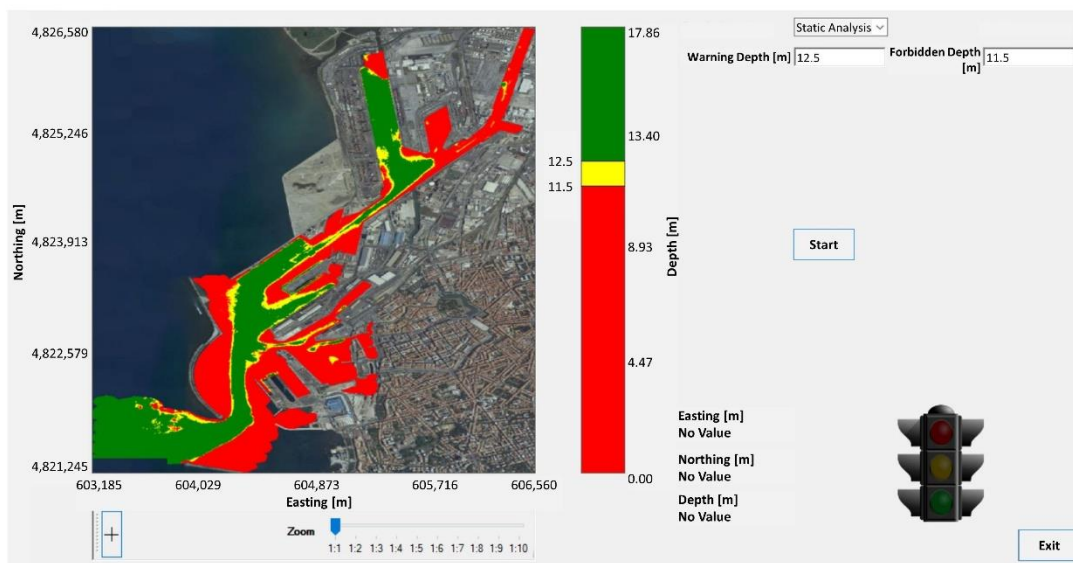 4,826,580
4,825,246
4,823,913
4,822,579
4,821,245
Northing [m]
603,185 604,029 604,873 605,716 606,560
Easting [m]
Zoom
1:1 1:2 1:3 1:4 1:5 1:6 1:7 1:8 1:9 1:10
17.86
13.40
12.5
11.5
8.93
4.47
0.00
Depth [m]
Static Analysis
Warning Depth [m] 12.5
Forbidden Depth
[m] 11.5
Start
Easting [m]
No Value
Northing [m]
No Value
Depth [m]
No Value
Exit